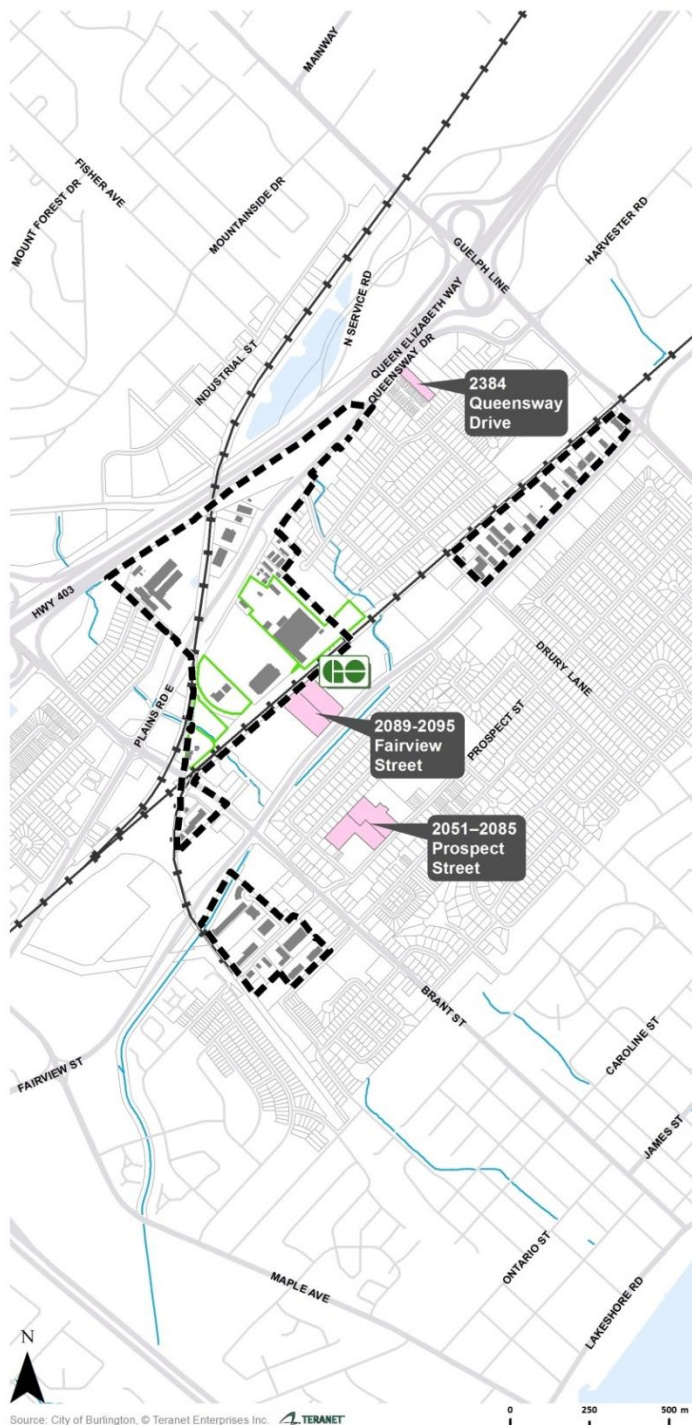 MAINWAY
FISHER AVE
MOUNT FOREST DR
MOUNTAINSIDE DR
GUELPH LINE
HARVESTER RD
N SERVICE RD
QUEEN ELIZABETH WAY
QUEENSWAY DR
INDUSTRIAL ST
2384
Queensway
Drive
HWY 403
GO
DRURY LANE
PLAINS RD E
PROSPECT ST
2089-2095
Fairview
Street
2051–2085
Prospect
Street
BRANT ST
FAIRVIEW ST
CAROLINE ST
JAMES ST
ONTARIO ST
MAPLE AVE
LAKESHORE RD
N
Source: City of Burlington, © Teranet Enterprises Inc. TERANET
0 250 500 m